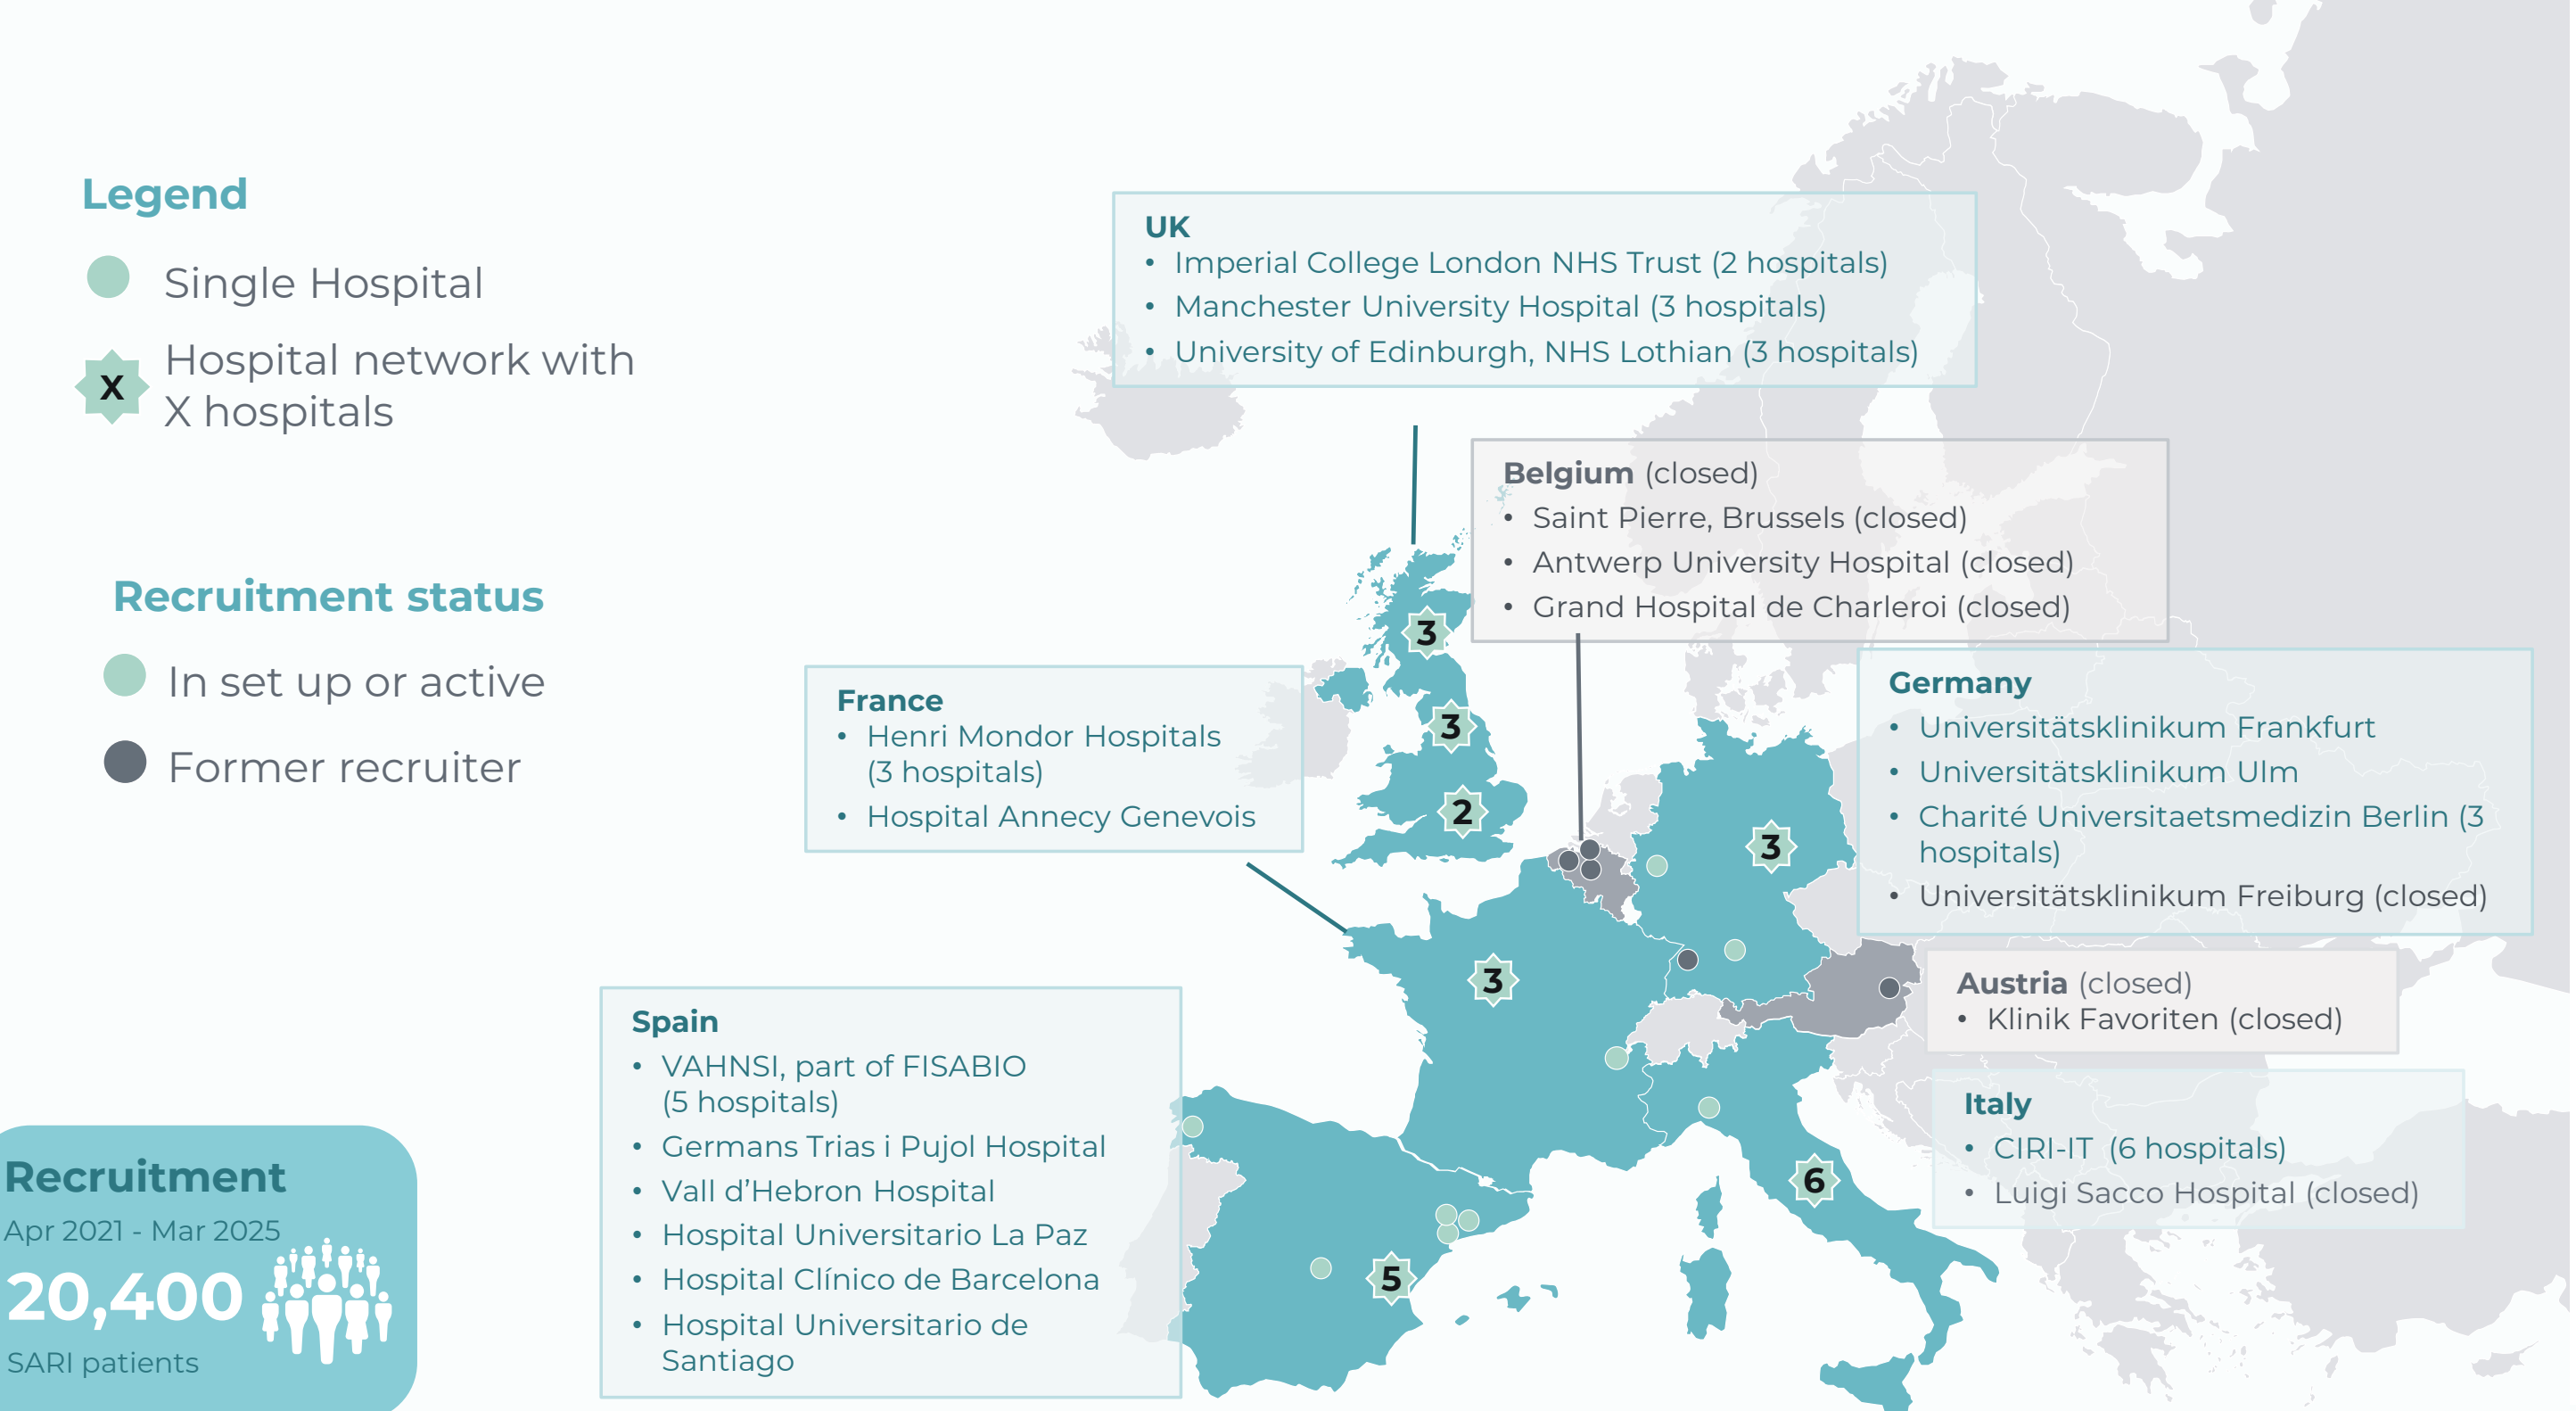 Legend
Single Hospital
X
Hospital network with
X hospitals
Recruitment status
In set up or active
Former recruiter
Recruitment
Apr 2021 - Mar 2025
20,400
SARI patients
UK
• Imperial College London NHS Trust (2 hospitals)
• Manchester University Hospital (3 hospitals)
• University of Edinburgh, NHS Lothian (3 hospitals)
Belgium (closed)
• Saint Pierre, Brussels (closed)
• Antwerp University Hospital (closed)
• Grand Hospital de Charleroi (closed)
France
• Henri Mondor Hospitals
(3 hospitals)
• Hospital Annecy Genevois
Germany
• Universitätsklinikum Frankfurt
• Universitätsklinikum Ulm
• Charité Universitaetsmedizin Berlin (3
hospitals)
• Universitätsklinikum Freiburg (closed)
Austria (closed)
• Klinik Favoriten (closed)
Italy
• CIRI-IT (6 hospitals)
• Luigi Sacco Hospital (closed)
Spain
• VAHNSI, part of FISABIO
(5 hospitals)
• Germans Trias i Pujol Hospital
• Vall d’Hebron Hospital
• Hospital Universitario La Paz
• Hospital Clínico de Barcelona
• Hospital Universitario de
Santiago
3
3
2
3
3
6
5